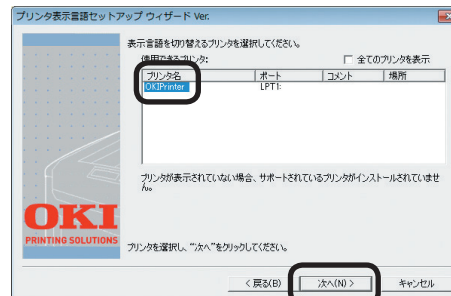 プリンタ表示言語セットアップ ウィザード Ver.
表示言語を切り替えるプリンタを選択してください。
使用できるプリンタ:
全てのプリンタを表示
プリンタ名 ポート コメント 場所
OKIPrinter LPT1:
プリンタが表示されていない場合、サポートされているプリンタがインストールされていませ
ん。
OKI
PRINTING SOLUTIONS
プリンタを選択し、"次へ"をクリックしてください。
< 戻る(B) 次へ(N) > キャンセル